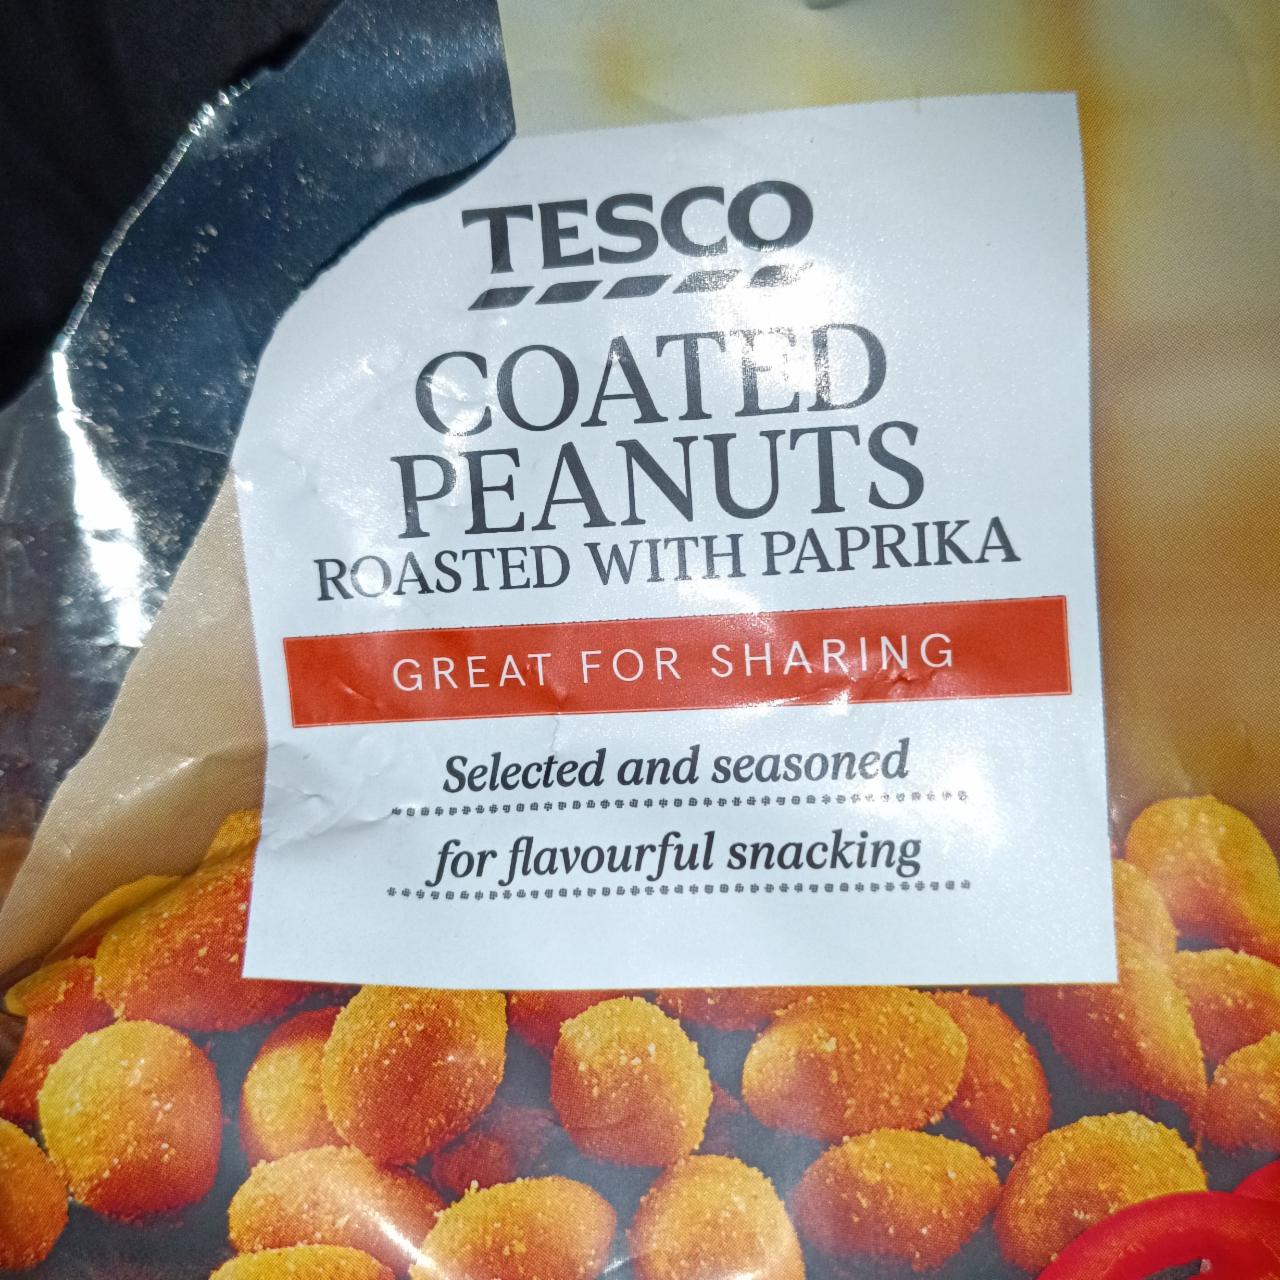 TESCO
COATED
PEANUTS
ROASTED WITH PAPRIKA
GREAT FOR SHARING
Selected and seasoned
for flavourful snacking